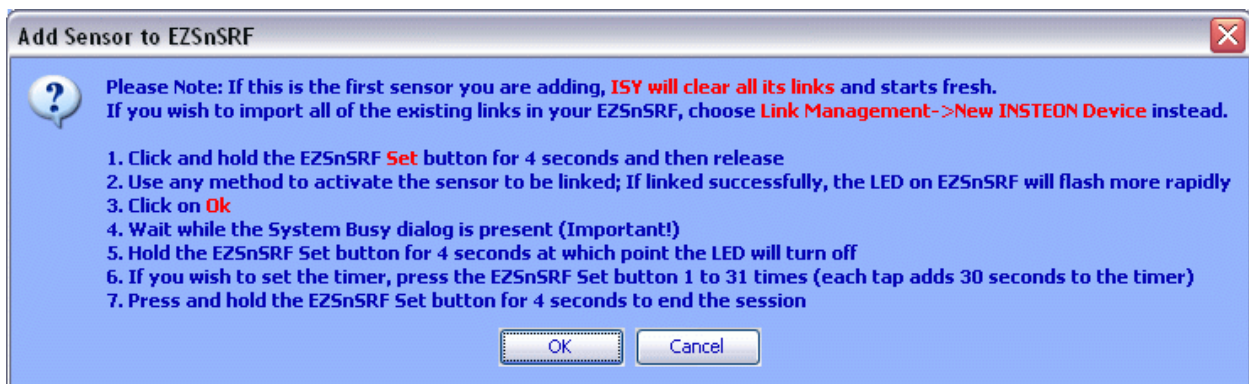 Add Sensor to EZSnSRF
Please Note: If this is the first sensor you are adding, ISY will clear all its links and starts fresh.
If you wish to import all of the existing links in your EZSnSRF, choose Link Management->New INSTEON Device instead.
1. Click and hold the EZSnSRF Set button for 4 seconds and then release
2. Use any method to activate the sensor to be linked; If linked successfully, the LED on EZSnSRF will flash more rapidly
3. Click on Ok
4. Wait while the System Busy dialog is present (Important!)
5. Hold the EZSnSRF Set button for 4 seconds at which point the LED will turn off
6. If you wish to set the timer, press the EZSnSRF Set button 1 to 31 times (each tap adds 30 seconds to the timer)
7. Press and hold the EZSnSRF Set button for 4 seconds to end the session
OK Cancel